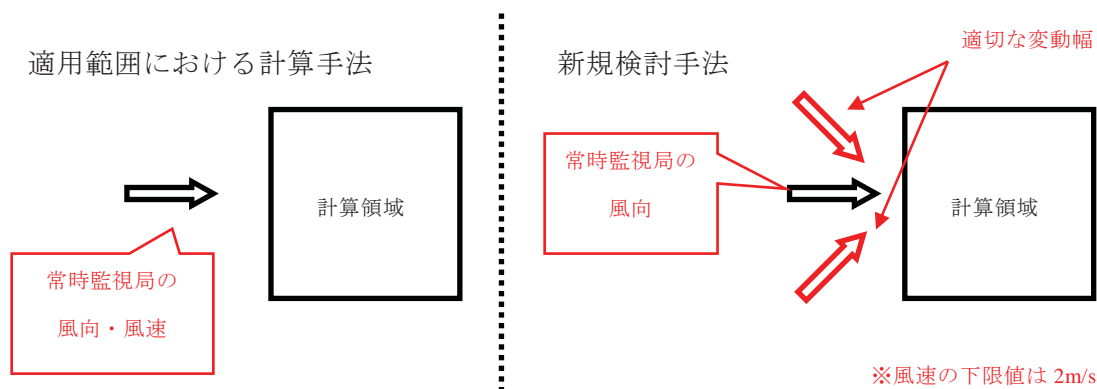 適用範囲における計算手法
計算領域
常時監視局の
風向・風速
新規検討手法
適切な変動幅
常時監視局の
風向
計算領域
※風速の下限値は 2m/s